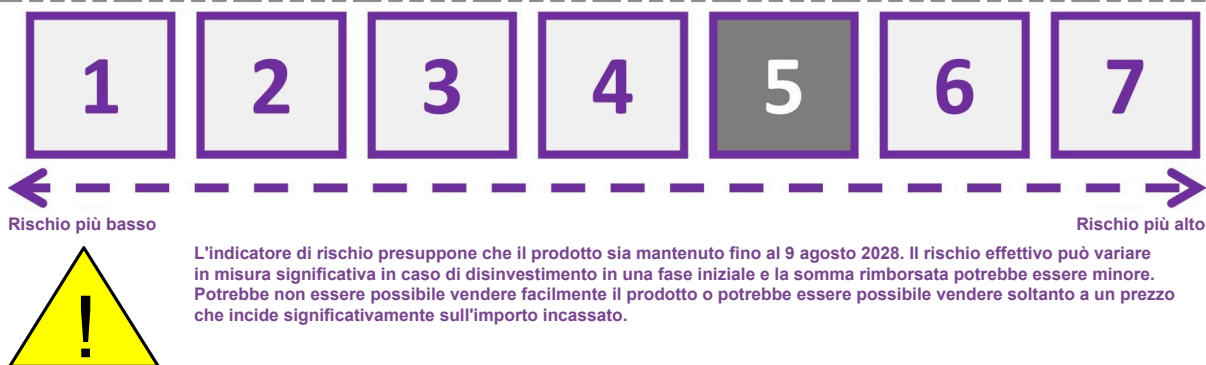 1 2 3 4 5 6 7
Rischio più basso Rischio più alto
!
L'indicatore di rischio presuppone che il prodotto sia mantenuto fino al 9 agosto 2028. Il rischio effettivo può variare
in misura significativa in caso di disinvestimento in una fase iniziale e la somma rimborsata potrebbe essere minore.
Potrebbe non essere possibile vendere facilmente il prodotto o potrebbe essere possibile vendere soltanto a un prezzo
che incide significativamente sull'importo incassato.